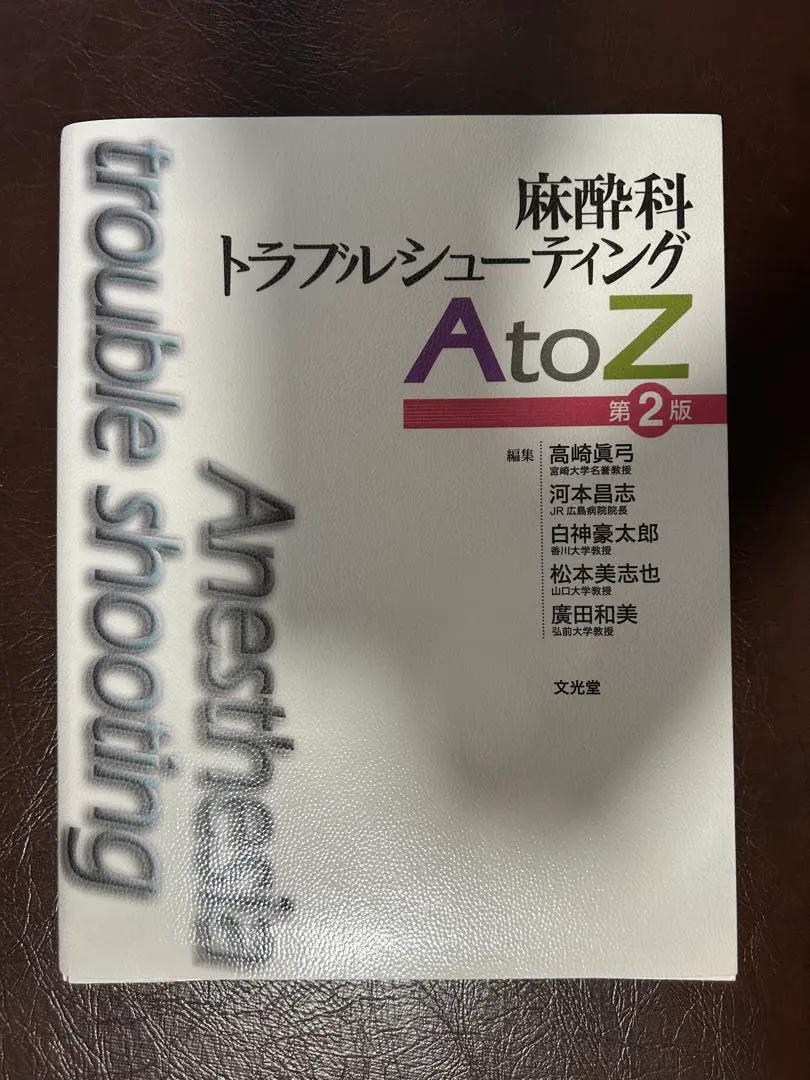 麻酔科
トラブルシューティング
AtoZ
第2版
編集
高崎眞弓
宮崎大学名誉教授
河本昌志
JR広島病院院長
白神豪太郎
香川大学教授
松本美志也
山口大学教授
廣田和美
弘前大学教授
文光堂
Anesthesia
trouble shooting